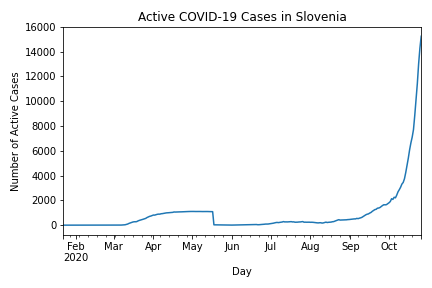 Active COVID-19 Cases in Slovenia
Number of Active Cases
16000
14000
12000
10000
8000
6000
4000
2000
0
Feb Mar Apr May Jun Jul Aug Sep Oct
2020
Day